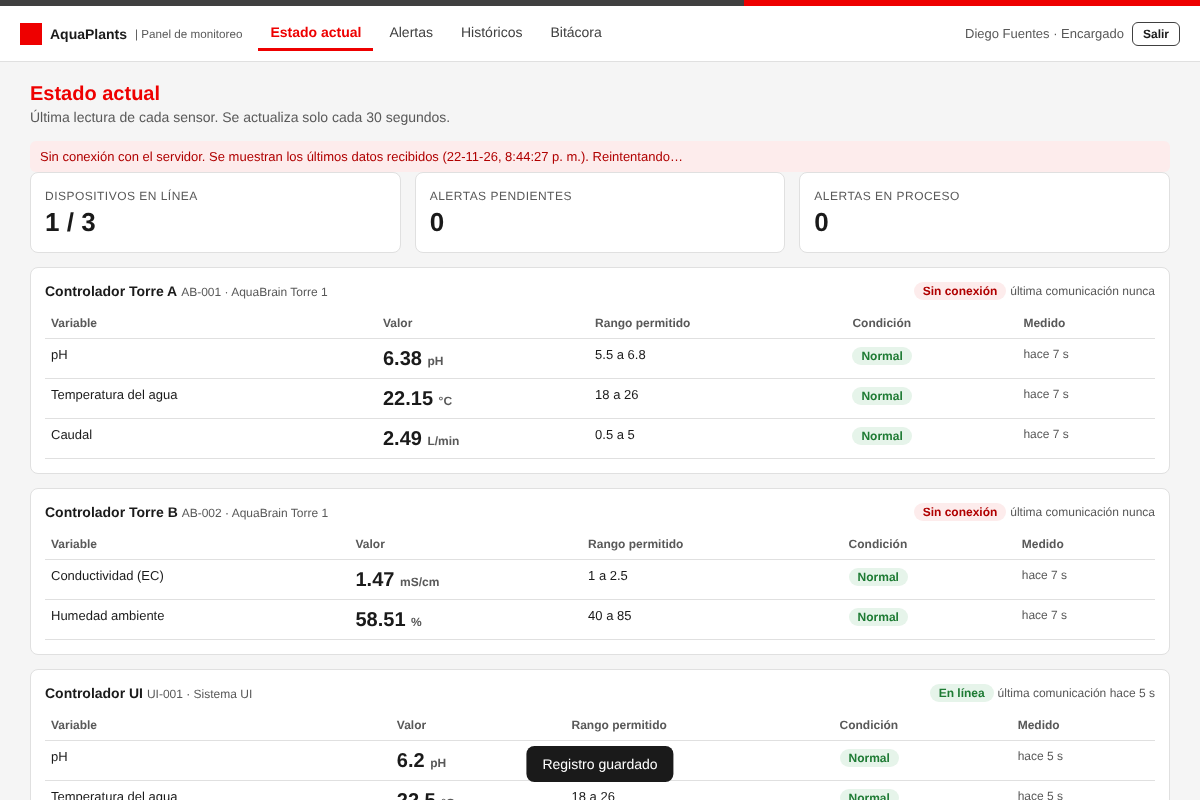 AquaPlants | Panel de monitoreo Estado actual Alertas Históricos Bitácora Diego Fuentes · Encargado Salir
Estado actual
Última lectura de cada sensor. Se actualiza solo cada 30 segundos.
Sin conexión con el servidor. Se muestran los últimos datos recibidos (22-11-26, 8:44:27 p. m.). Reintentando…
DISPOSITIVOS EN LÍNEA
1 / 3
ALERTAS PENDIENTES
0
ALERTAS EN PROCESO
0
Controlador Torre A AB-001 · AquaBrain Torre 1 Sin conexión última comunicación nunca
Variable Valor Rango permitido Condición Medido
pH 6.38 pH 5.5 a 6.8 Normal hace 7 s
Temperatura del agua 22.15 °C 18 a 26 Normal hace 7 s
Caudal 2.49 L/min 0.5 a 5 Normal hace 7 s
Controlador Torre B AB-002 · AquaBrain Torre 1 Sin conexión última comunicación nunca
Variable Valor Rango permitido Condición Medido
Conductividad (EC) 1.47 mS/cm 1 a 2.5 Normal hace 7 s
Humedad ambiente 58.51 % 40 a 85 Normal hace 7 s
Controlador UI UI-001 · Sistema UI En línea última comunicación hace 5 s
Variable Valor Rango permitido Condición Medido
pH 6.2 pH Normal hace 5 s
Registro guardado
Temperatura del agua 22.5 18 a 26 Normal hace 5 s